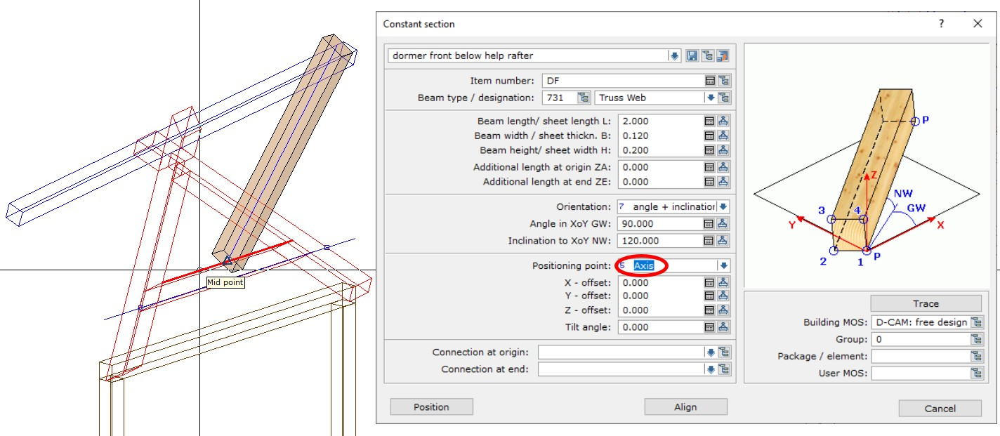 Mid point
Constant section ? ✕
dormer front below help rafter
Item number: DF
Beam type / designation: 731 Truss Web
Beam length/ sheet length L: 2.000
Beam width / sheet thickn. B: 0.120
Beam height/ sheet width H: 0.200
Additional length at origin ZA: 0.000
Additional length at end ZE: 0.000
Orientation: 7 angle + inclination
Angle in XoY GW: 90.000
Inclination to XoY NW: 120.000
Positioning point: 5 Axis
X - offset: 0.000
Y - offset: 0.000
Z - offset: 0.000
Tilt angle: 0.000
Connection at origin:
Connection at end:
Position
Align
P
Z
NW
GW
3
4
Y
X
2
1
P
Trace
Building MOS: D-CAM: free design
Group: 0
Package / element:
User MOS:
Cancel